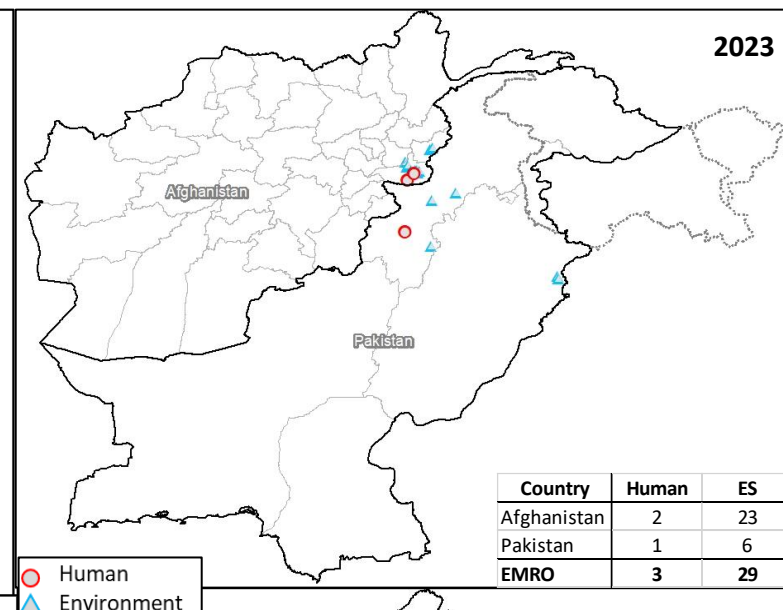 2023
Afghanistan
Pakistan
Country Human ES
Afghanistan 2 23
Pakistan 1 6
EMRO 3 29
Human
Environment